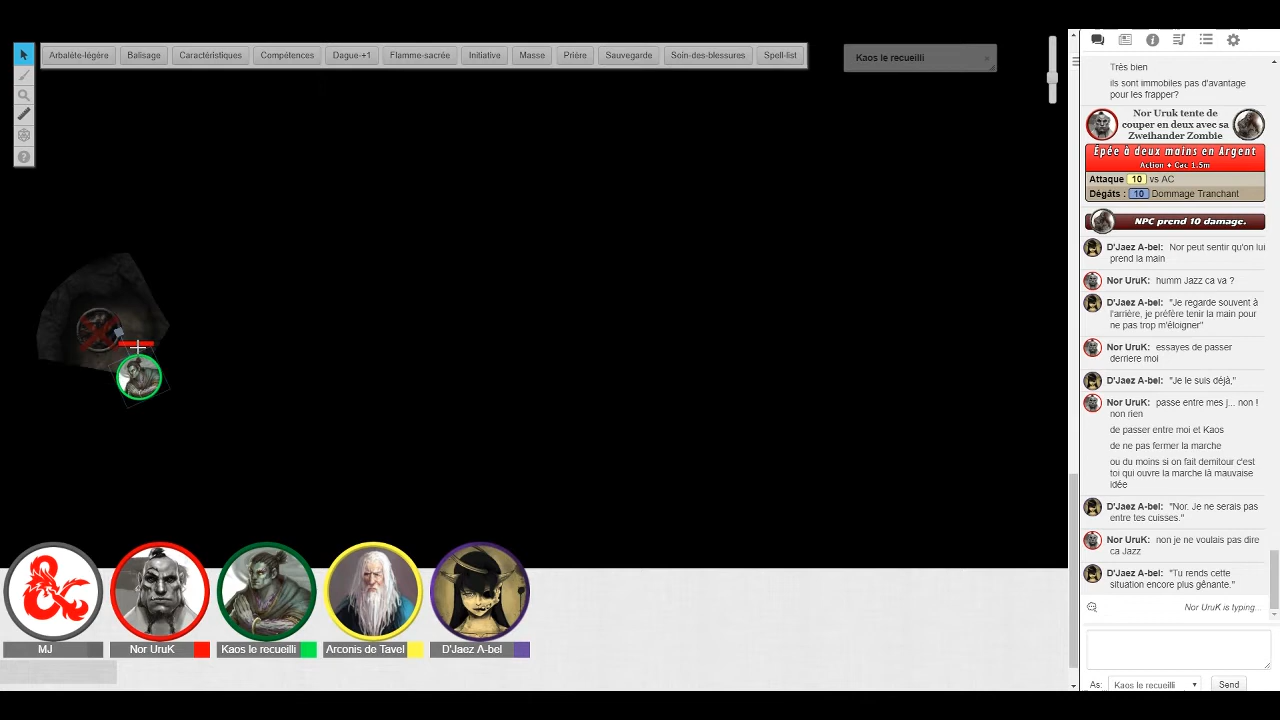 Arbalète-légère Balisage Caractéristiques Compétences Dague-+1 Flamme-sacrée Initiative Masse Prière Sauvegarde Soin-des-blessures Spell-list
Kaos le recueilli
Très bien
ils sont immobiles pas d'avantage
pour les frapper?
Nor Uruk tente de
couper en deux avec sa
Zweihander Zombie
Épée à deux mains en Argent
Action + Cac 1.5m
Attaque 10 vs AC
Dégâts : 10 Dommage Tranchant
NPC prend 10 damage.
D'Jaez A-bel: Nor peut sentir qu'on lui
prend la main
Nor UruK: humm Jazz ca va ?
D'Jaez A-bel: "Je regarde souvent à
l'arrière, je préfère tenir la main pour
ne pas trop m'éloigner"
Nor UruK: essayes de passer
derriere moi
D'Jaez A-bel: "Je le suis déjà,"
Nor UruK: passe entre mes j... non !
non rien
de passer entre moi et Kaos
de ne pas fermer la marche
ou du moins si on fait demitour c'est
toi qui ouvre la marche là mauvaise
idée
D'Jaez A-bel: "Nor. Je ne serais pas
entre tes cuisses."
Nor UruK: non je ne voulais pas dire
ca Jazz
D'Jaez A-bel: "Tu rends cette
situation encore plus gênante."
Nor UruK is typing...
MJ
Nor UruK
Kaos le recueilli
Arconis de Tavel
D'Jaez A-bel
As: Kaos le recueilli Send